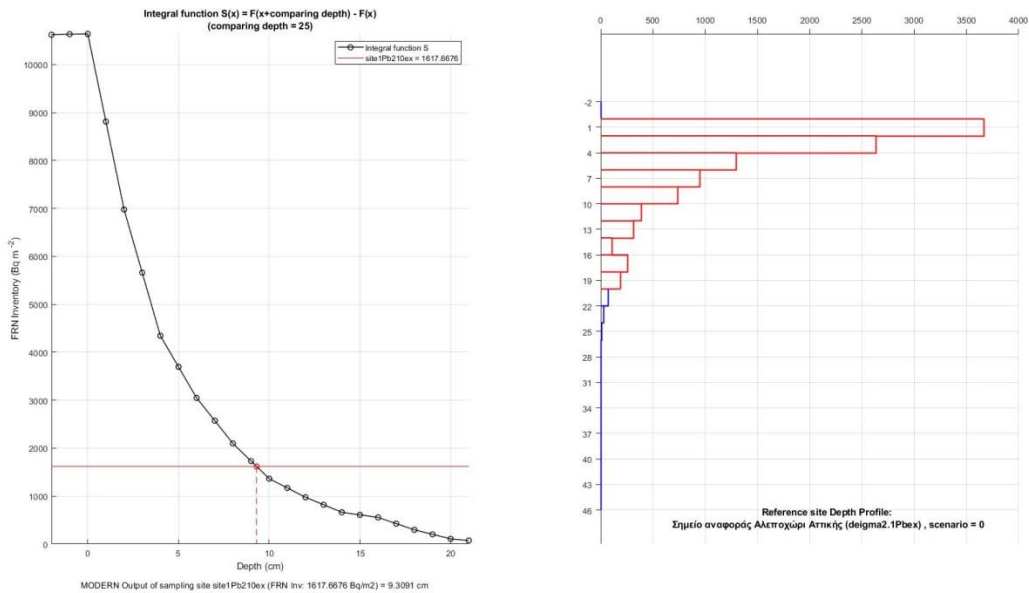 Integral function S(x) = F(x+comparing depth) - F(x)
(comparing depth = 25)
Integral function S
site1Pb210ex = 1617.6676
10000
9000
8000
7000
6000
5000
4000
3000
2000
1000
0
FRN Inventory (Bq m -2)
0 5 10 15 20
Depth (cm)
MODERN Output of sampling site site1Pb210ex (FRN Inv: 1617.6676 Bq/m2) = 9.3091 cm
0 500 1000 1500 2000 2500 3000 3500 4000
-2
1
4
7
10
13
16
19
22
25
28
31
34
37
40
43
46
Reference site Depth Profile:
Σημείο αναφοράς Αλεποχώρι Αττικής (deigma2.1Pbex) , scenario = 0